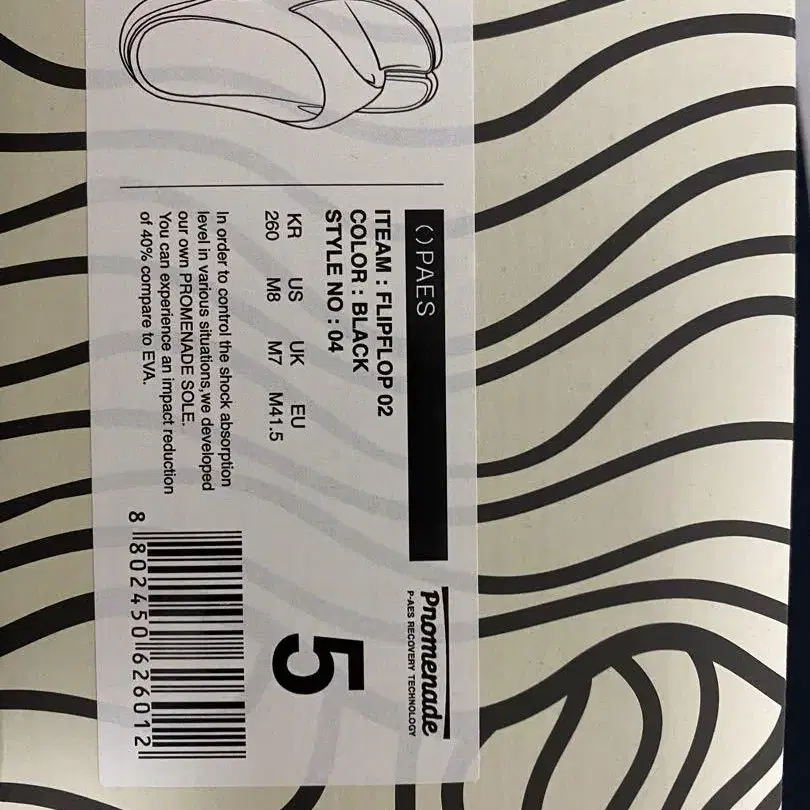 ( ) PAES
ITEAM : FLIPFLOP 02
COLOR : BLACK
STYLE NO : 04
KR US UK EU
260 M8 M7 M41.5
In order to control the shock absorption
level in various situations,we developed
our own PROMENADE SOLE.
You can experience an impact reduction
of 40% compare to EVA.
Promenade
P-AES RECOVERY TECHNOLOGY
5
8 802450 626012